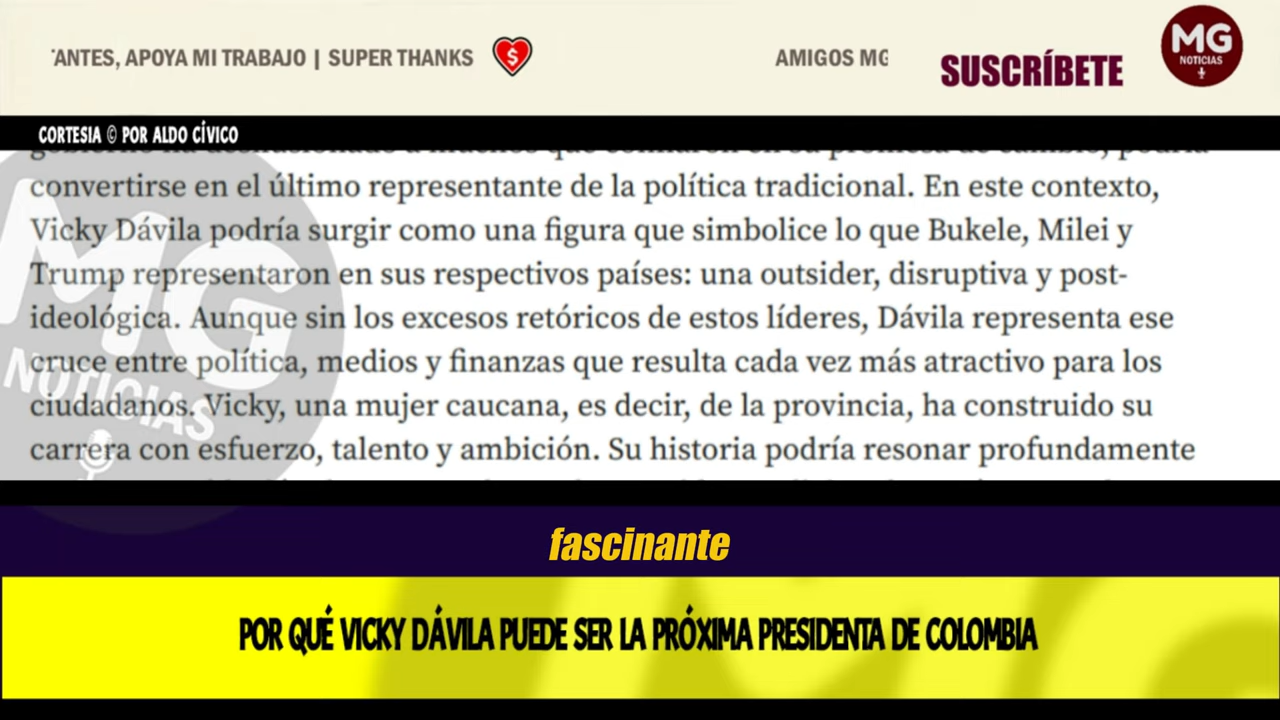 'ANTES, APOYA MI TRABAJO | SUPER THANKS
AMIGOS MG
SUSCRÍBETE
MG
NOTICIAS
CORTESIA © POR ALDO CÍVICO
convertirse en el último representante de la política tradicional. En este contexto,
Vicky Dávila podría surgir como una figura que simbolice lo que Bukele, Milei y
Trump representaron en sus respectivos países: una outsider, disruptiva y post-
ideológica. Aunque sin los excesos retóricos de estos líderes, Dávila representa ese
cruce entre política, medios y finanzas que resulta cada vez más atractivo para los
ciudadanos. Vicky, una mujer caucana, es decir, de la provincia, ha construido su
carrera con esfuerzo, talento y ambición. Su historia podría resonar profundamente
MG
NOTICIAS
fascinante
POR QUÉ VICKY DÁVILA PUEDE SER LA PRÓXIMA PRESIDENTA DE COLOMBIA